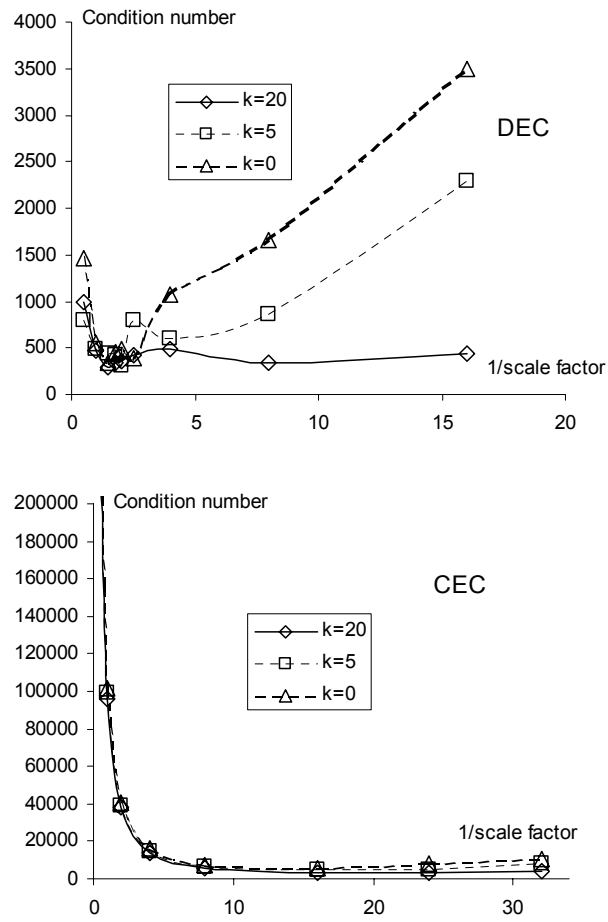 Condition number
4000
3500
3000
2500
2000
1500
1000
500
0
k=20
k=5
k=0
DEC
1/scale factor
0 5 10 15 20
Condition number
200000
180000
160000
140000
120000
100000
80000
60000
40000
20000
0
CEC
k=20
k=5
k=0
1/scale factor
0 10 20 30